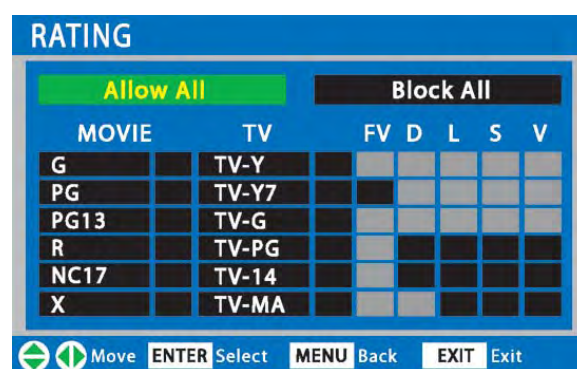 RATING
Allow All Block All
MOVIE TV FV D L S V
G TV-Y
PG TV-Y7
PG13 TV-G
R TV-PG
NC17 TV-14
X TV-MA
Move ENTER Select MENU Back EXIT Exit